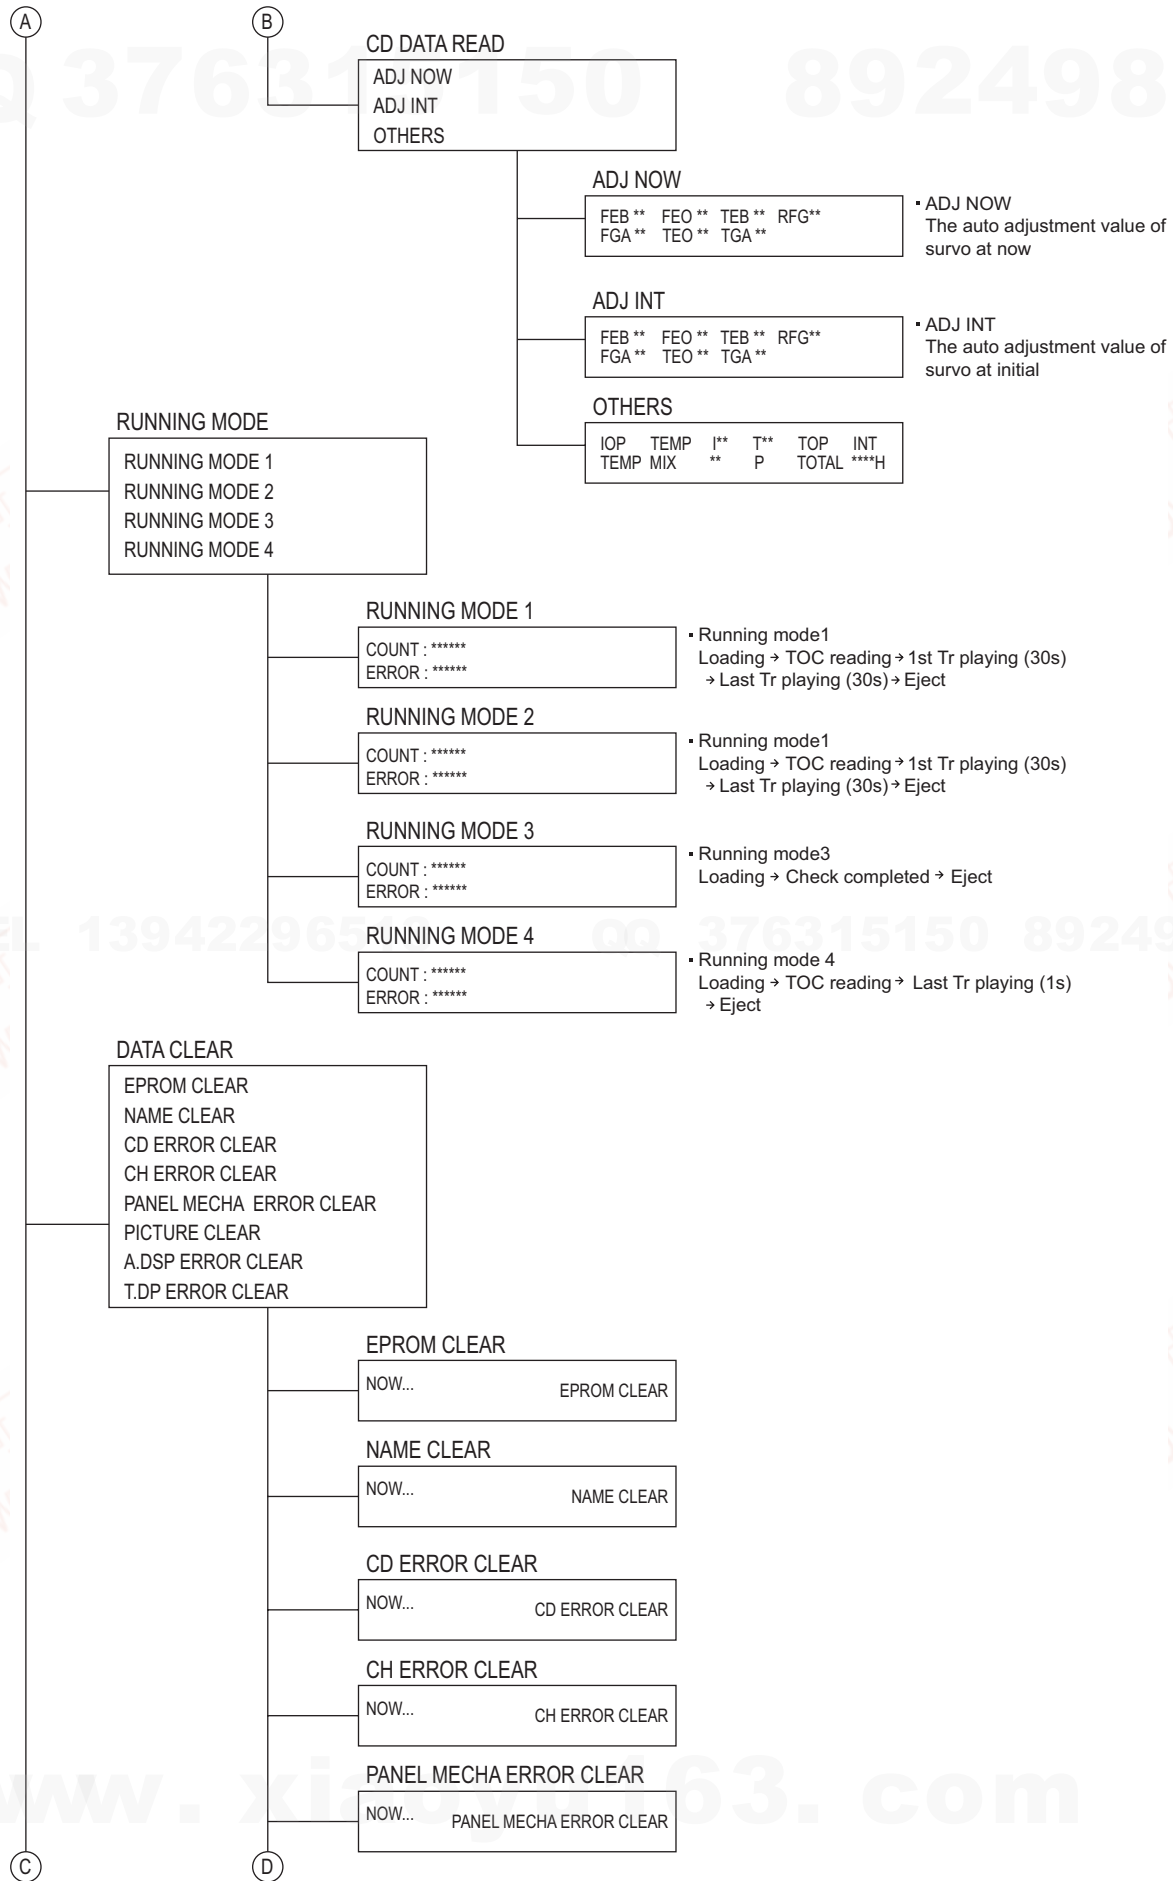 A
B
CD DATA READ
ADJ NOW
ADJ INT
OTHERS
ADJ NOW
FEB ** FEO ** TEB ** RFG**
FGA ** TEO ** TGA **
▪ ADJ NOW
The auto adjustment value of
survo at now
ADJ INT
FEB ** FEO ** TEB ** RFG**
FGA ** TEO ** TGA **
▪ ADJ INT
The auto adjustment value of
survo at initial
OTHERS
IOP TEMP I** T** TOP INT
TEMP MIX ** P TOTAL ****H
RUNNING MODE
RUNNING MODE 1
RUNNING MODE 2
RUNNING MODE 3
RUNNING MODE 4
RUNNING MODE 1
COUNT : ******
ERROR : ******
▪ Running mode1
Loading → TOC reading → 1st Tr playing (30s)
→ Last Tr playing (30s) → Eject
RUNNING MODE 2
COUNT : ******
ERROR : ******
▪ Running mode1
Loading → TOC reading → 1st Tr playing (30s)
→ Last Tr playing (30s) → Eject
RUNNING MODE 3
COUNT : ******
ERROR : ******
▪ Running mode3
Loading → Check completed → Eject
RUNNING MODE 4
COUNT : ******
ERROR : ******
▪ Running mode 4
Loading → TOC reading → Last Tr playing (1s)
→ Eject
DATA CLEAR
EPROM CLEAR
NAME CLEAR
CD ERROR CLEAR
CH ERROR CLEAR
PANEL MECHA ERROR CLEAR
PICTURE CLEAR
A.DSP ERROR CLEAR
T.DP ERROR CLEAR
EPROM CLEAR
NOW... EPROM CLEAR
NAME CLEAR
NOW... NAME CLEAR
CD ERROR CLEAR
NOW... CD ERROR CLEAR
CH ERROR CLEAR
NOW... CH ERROR CLEAR
PANEL MECHA ERROR CLEAR
NOW... PANEL MECHA ERROR CLEAR
C
D